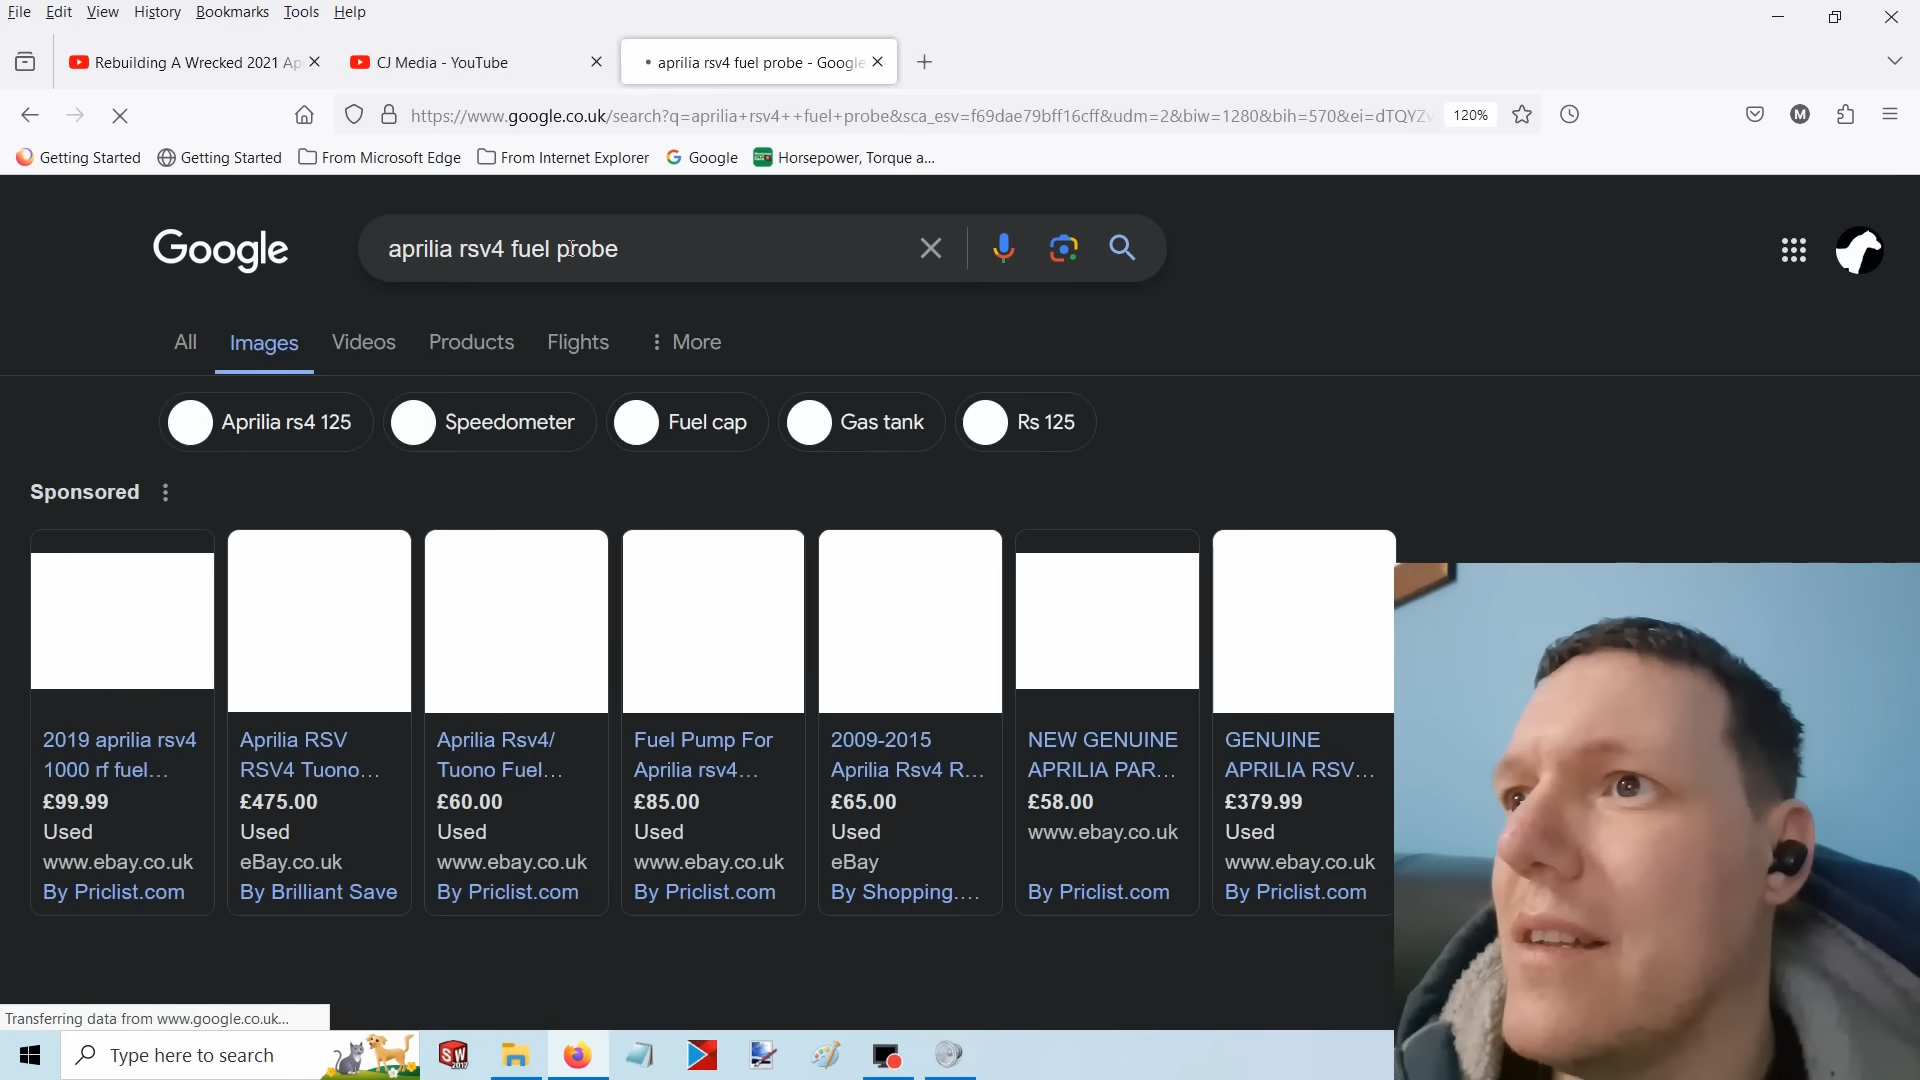 File Edit View History Bookmarks Tools Help
Rebuilding A Wrecked 2021 Ap
CJ Media - YouTube
aprilia rsv4 fuel probe - Google
https://www.google.co.uk/search?q=aprilia+rsv4++fuel+probe&sca_esv=f69dae79bff16cff&udm=2&biw=1280&bih=570&ei=dTQYZv
120%
M
Getting Started
Getting Started
From Microsoft Edge
From Internet Explorer
Google
Horsepower, Torque a...
Google
aprilia rsv4 fuel probe
All
Images
Videos
Products
Flights
More
Aprilia rs4 125
Speedometer
Fuel cap
Gas tank
Rs 125
Sponsored
2019 aprilia rsv4
1000 rf fuel...
£99.99
Used
www.ebay.co.uk
By Priclist.com
Aprilia RSV
RSV4 Tuono...
£475.00
Used
eBay.co.uk
By Brilliant Save
Aprilia Rsv4/
Tuono Fuel...
£60.00
Used
www.ebay.co.uk
By Priclist.com
Fuel Pump For
Aprilia rsv4...
£85.00
Used
www.ebay.co.uk
By Priclist.com
2009-2015
Aprilia Rsv4 R...
£65.00
Used
eBay
By Shopping....
NEW GENUINE
APRILIA PAR...
£58.00
www.ebay.co.uk
By Priclist.com
GENUINE
APRILIA RSV...
£379.99
Used
www.ebay.co.uk
By Priclist.com
Transferring data from www.google.co.uk...
Type here to search
SW
2017